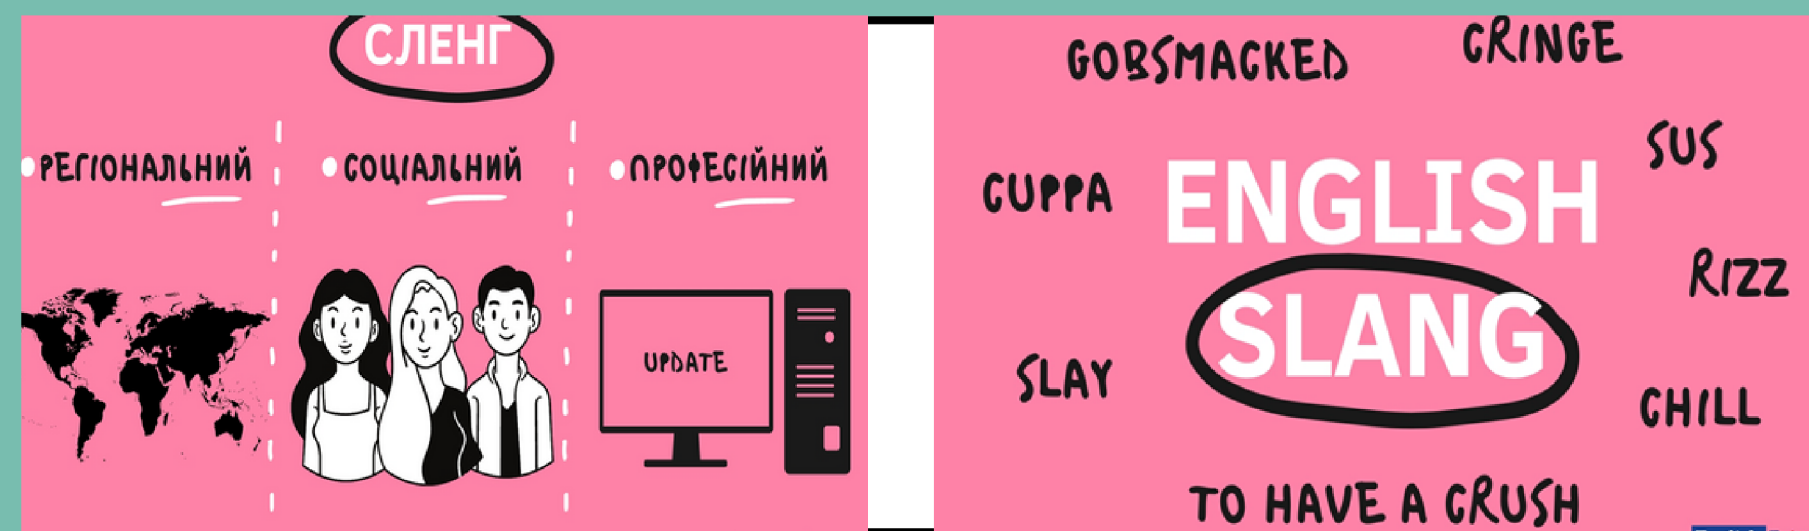 СЛЕНГ
РЕГІОНАЛЬНИЙ
СОЦІАЛЬНИЙ
ПРОФЕСІЙНИЙ
UPDATE
GOBSMACKED
CRINGE
SUS
CUPPA
ENGLISH
RIZZ
SLANG
SLAY
CHILL
TO HAVE A CRUSH